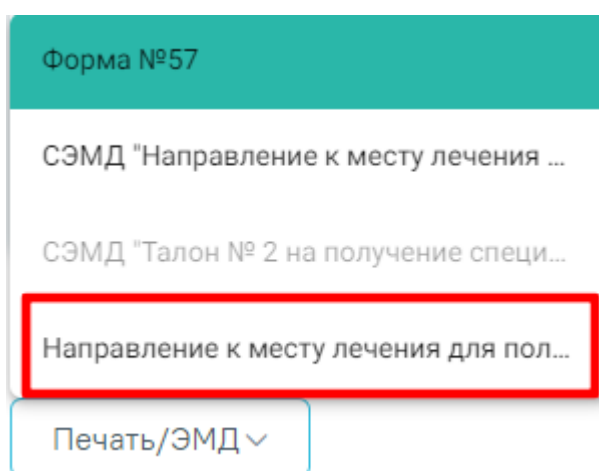 Форма №57
СЭМД "Направление к месту лечения ...
СЭМД "Талон № 2 на получение специ...
Направление к месту лечения для пол...
Печать/ЭМД